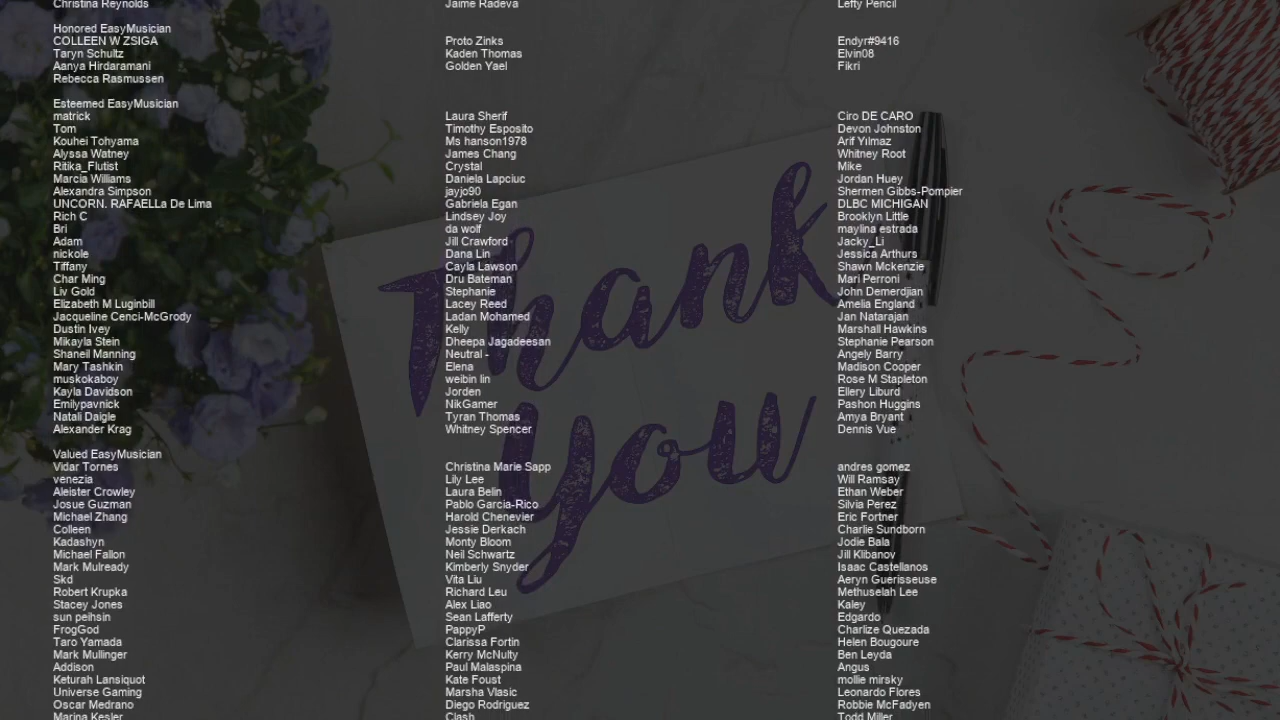 Christina Reynolds Jaime Radeva Lefty Pencil
Honored EasyMusician
COLLEEN W ZSIGA Proto Zinks Endyr#9416
Taryn Schultz Kaden Thomas Elvin08
Aanya Hirdaramani Golden Yael Fikri
Rebecca Rasmussen
Esteemed EasyMusician
matrick Laura Sherif Ciro DE CARO
Tom Timothy Esposito Devon Johnston
Kouhei Tohyama Ms hanson1978 Arif Yılmaz
Alyssa Watney James Chang Whitney Root
Ritika_Flutist Crystal Mike
Marcia Williams Daniela Lapciuc Jordan Huey
Alexandra Simpson jayjo90 Shermen Gibbs-Pompier
UNCORN. RAFAELLa De Lima Gabriela Egan DLBC MICHIGAN
Rich C Lindsey Joy Brooklyn Little
Bri da wolf maylina estrada
Adam Jill Crawford Jacky_Li
nickole Dana Lin Jessica Arthurs
Tiffany Cayla Lawson Shawn Mckenzie
Char Ming Dru Bateman Mari Perroni
Liv Gold Stephanie John Demerdjian
Elizabeth M Luginbill Lacey Reed Amelia England
Jacqueline Cenci-McGrody Ladan Mohamed Jan Natarajan
Dustin Ivey Kelly Marshall Hawkins
Mikayla Stein Dheepa Jagadeesan Stephanie Pearson
Shaneil Manning Neutral - Angely Barry
Mary Tashkin Elena Madison Cooper
muskokaboy weibin lin Rose M Stapleton
Kayla Davidson Jorden Ellery Liburd
Emilypavnick NikGamer Pashon Huggins
Natali Daigle Tyran Thomas Amya Bryant
Alexander Krag Whitney Spencer Dennis Vue
Valued EasyMusician
Vidar Tornes Christina Marie Sapp andres gomez
venezia Lily Lee Will Ramsay
Aleister Crowley Laura Belin Ethan Weber
Josue Guzman Pablo Garcia-Rico Silvia Perez
Michael Zhang Harold Chenevier Eric Fortner
Colleen Jessie Derkach Charlie Sundborn
Kadashyn Monty Bloom Jodie Bala
Michael Fallon Neil Schwartz Jill Klibanov
Mark Mulready Kimberly Snyder Isaac Castellanos
Skd Vita Liu Aeryn Guerisseuse
Robert Krupka Richard Leu Methuselah Lee
Stacey Jones Alex Liao Kaley
sun peihsin Sean Lafferty Edgardo
FrogGod PappyP Charlize Quezada
Taro Yamada Clarissa Fortin Helen Bougoure
Mark Mullinger Kerry McNulty Ben Leyda
Addison Paul Malaspina Angus
Keturah Lansiquot Kate Foust mollie mirsky
Universe Gaming Marsha Vlasic Leonardo Flores
Oscar Medrano Diego Rodriguez Robbie McFadyen
Marina Kesler Clash Todd Miller
Thank
you